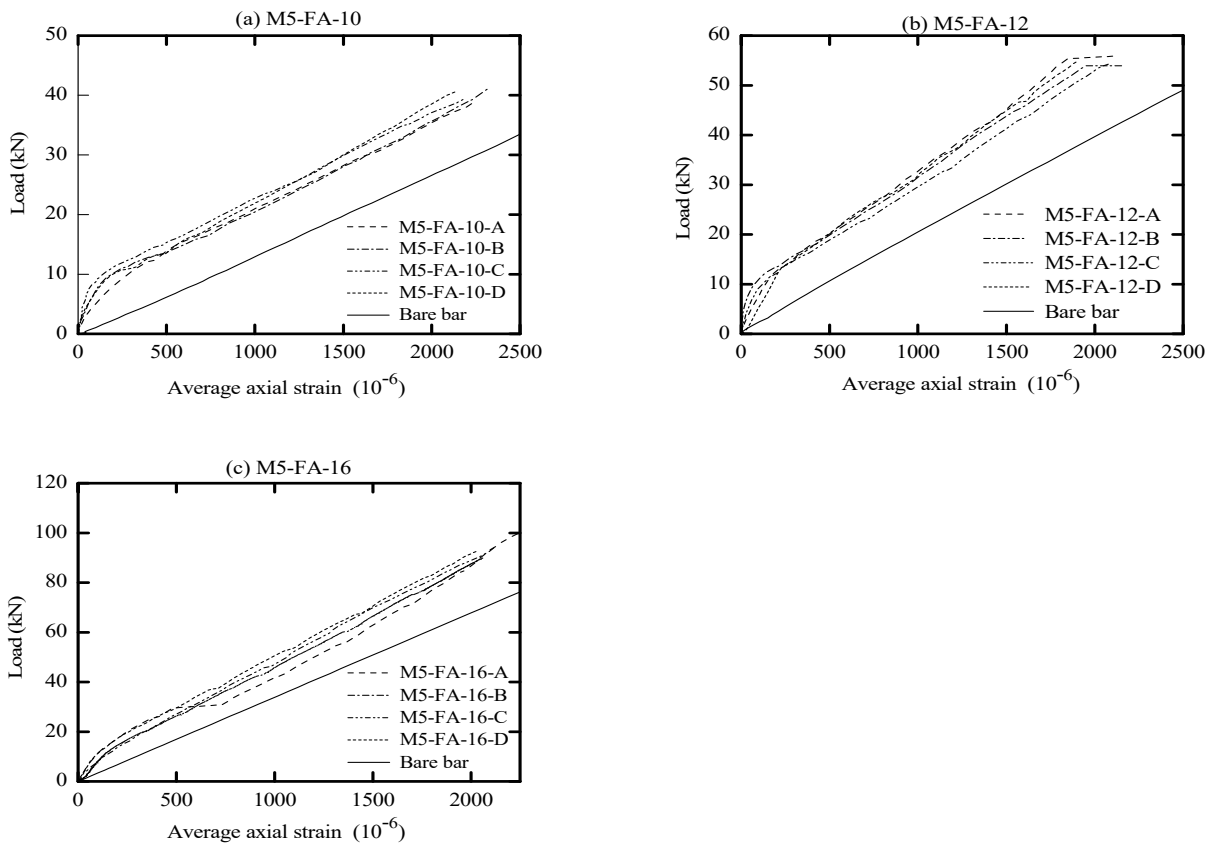 (a) M5-FA-10
50
40
30
20
10
0
Load (kN)
M5-FA-10-A
M5-FA-10-B
M5-FA-10-C
M5-FA-10-D
Bare bar
0 500 1000 1500 2000 2500
Average axial strain (10⁻⁶)
(b) M5-FA-12
60
50
40
30
20
10
0
Load (kN)
M5-FA-12-A
M5-FA-12-B
M5-FA-12-C
M5-FA-12-D
Bare bar
0 500 1000 1500 2000 2500
Average axial strain (10⁻⁶)
(c) M5-FA-16
120
100
80
60
40
20
0
Load (kN)
M5-FA-16-A
M5-FA-16-B
M5-FA-16-C
M5-FA-16-D
Bare bar
0 500 1000 1500 2000
Average axial strain (10⁻⁶)